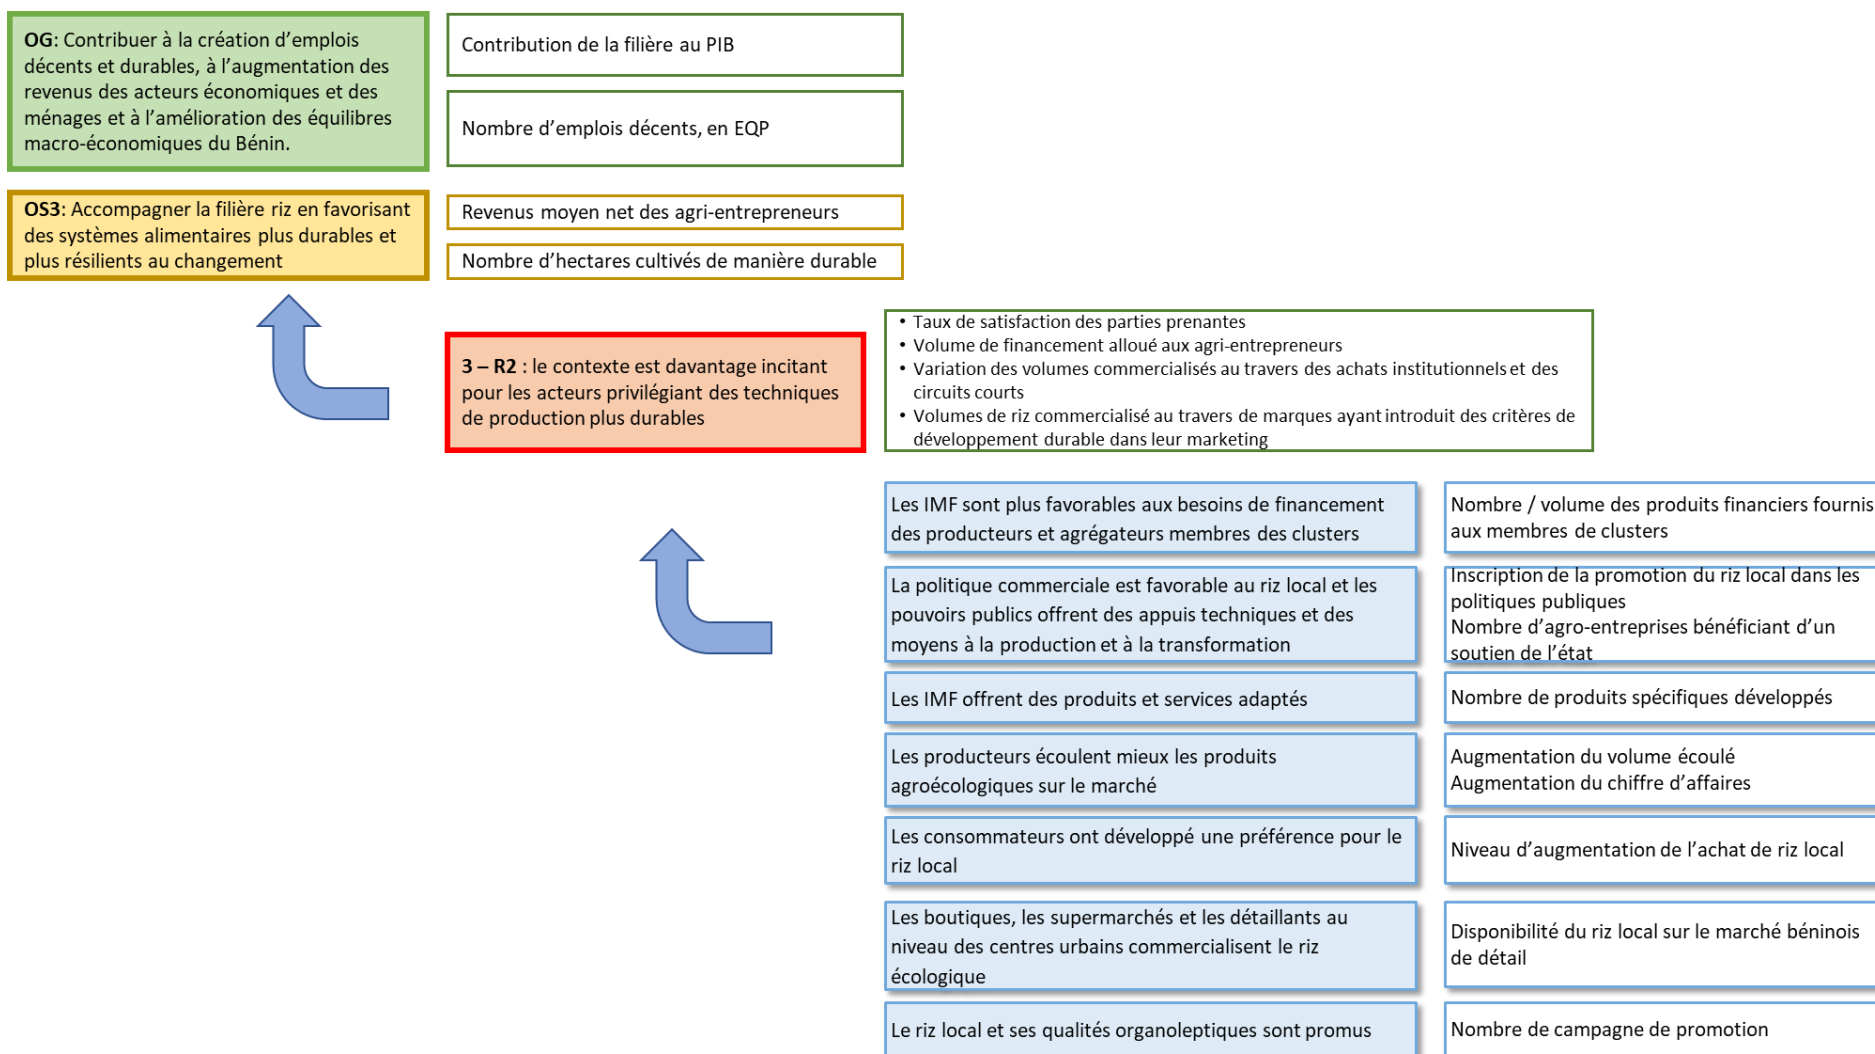 OG: Contribuer à la création d’emplois
décents et durables, à l’augmentation des
revenus des acteurs économiques et des
ménages et à l’amélioration des équilibres
macro-économiques du Bénin.
Contribution de la filière au PIB
Nombre d’emplois décents, en EQP
OS3: Accompagner la filière riz en favorisant
des systèmes alimentaires plus durables et
plus résilients au changement
Revenus moyen net des agri-entrepreneurs
Nombre d’hectares cultivés de manière durable
3 – R2 : le contexte est davantage incitant
pour les acteurs privilégiant des techniques
de production plus durables
• Taux de satisfaction des parties prenantes
• Volume de financement alloué aux agri-entrepreneurs
• Variation des volumes commercialisés au travers des achats institutionnels et des
circuits courts
• Volumes de riz commercialisé au travers de marques ayant introduit des critères de
développement durable dans leur marketing
Les IMF sont plus favorables aux besoins de financement
des producteurs et agrégateurs membres des clusters
Nombre / volume des produits financiers fournis
aux membres de clusters
La politique commerciale est favorable au riz local et les
pouvoirs publics offrent des appuis techniques et des
moyens à la production et à la transformation
Inscription de la promotion du riz local dans les
politiques publiques
Nombre d’agro-entreprises bénéficiant d’un
soutien de l’état
Les IMF offrent des produits et services adaptés
Nombre de produits spécifiques développés
Les producteurs écoulent mieux les produits
agroécologiques sur le marché
Augmentation du volume écoulé
Augmentation du chiffre d’affaires
Les consommateurs ont développé une préférence pour le
riz local
Niveau d’augmentation de l’achat de riz local
Les boutiques, les supermarchés et les détaillants au
niveau des centres urbains commercialisent le riz
écologique
Disponibilité du riz local sur le marché béninois
de détail
Le riz local et ses qualités organoleptiques sont promus
Nombre de campagne de promotion